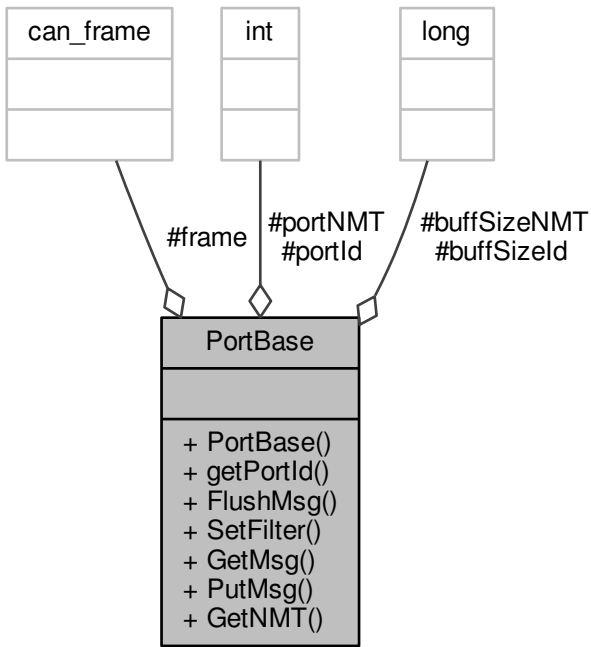 can_frame
int
long
#frame
#portNMT
#portId
#buffSizeNMT
#buffSizeId
PortBase
+ PortBase()
+ getPortId()
+ FlushMsg()
+ SetFilter()
+ GetMsg()
+ PutMsg()
+ GetNMT()